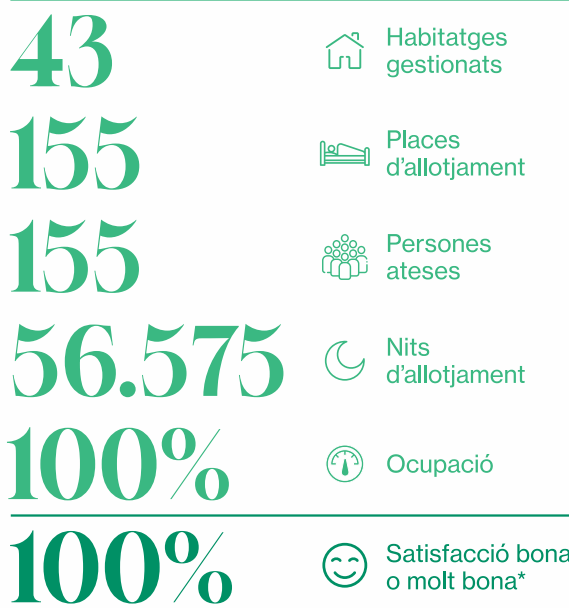 43
Habitatges
gestionats
155
Places
d'allotjament
155
Persones
ateses
56.575
Nits
d'allotjament
100%
Ocupació
100%
Satisfacció bona
o molt bona*